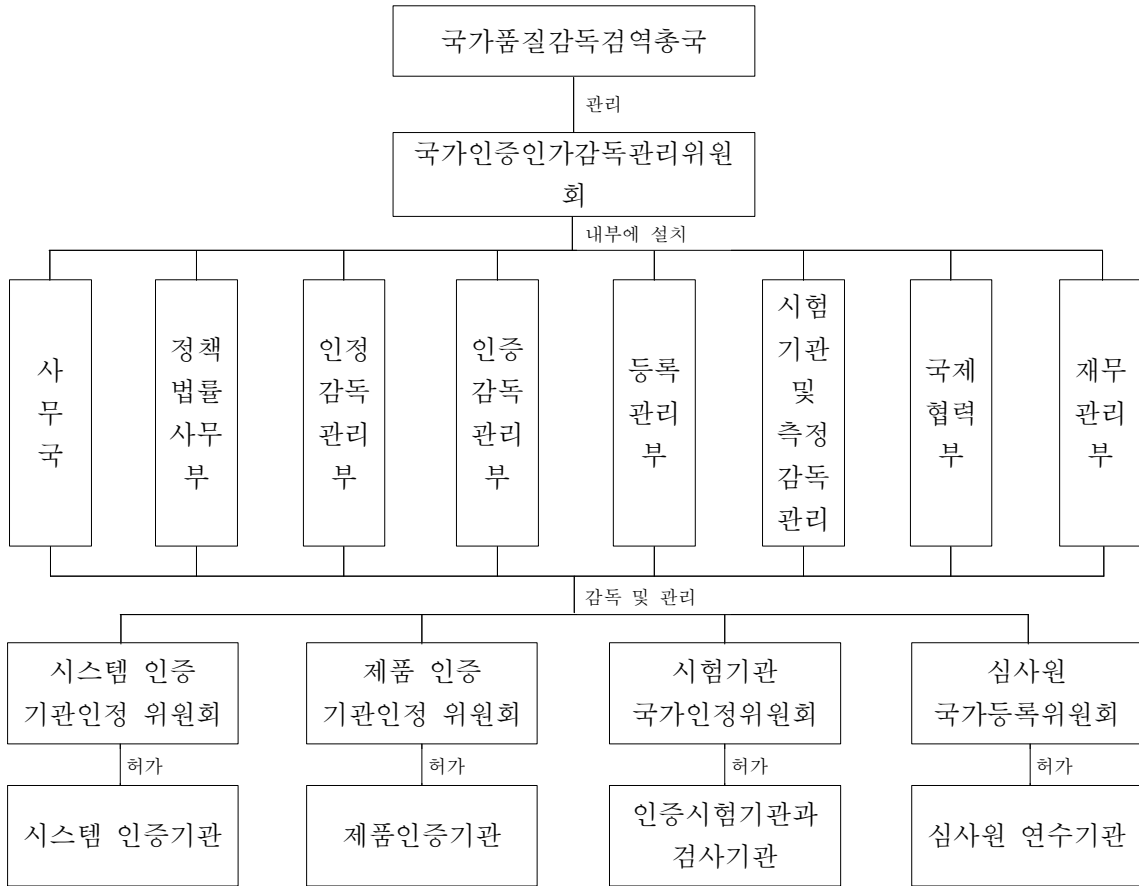 국가품질감독검역총국
관리
국가인증인가감독관리위원
회
내부에 설치
사
무
국
정책
법률
사무
부
인정
감독
관리
부
인증
감독
관리
부
등록
관리
부
시험
기관
및
측정
감독
관리
국제
협력
부
재무
관리
부
감독 및 관리
시스템 인증
기관인정 위원회
제품 인증
기관인정 위원회
시험기관
국가인정위원회
심사원
국가등록위원회
허가
허가
허가
허가
시스템 인증기관
제품인증기관
인증시험기관과
검사기관
심사원 연수기관